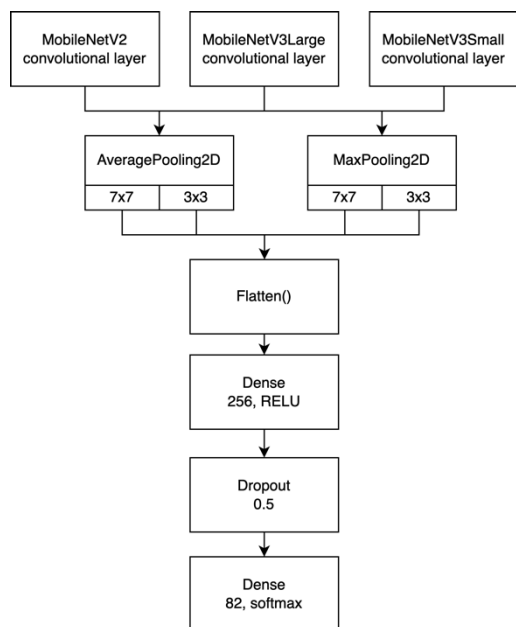 MobileNetV2
convolutional layer
MobileNetV3Large
convolutional layer
MobileNetV3Small
convolutional layer
AveragePooling2D
7x7
3x3
MaxPooling2D
7x7
3x3
Flatten()
Dense
256, RELU
Dropout
0.5
Dense
82, softmax